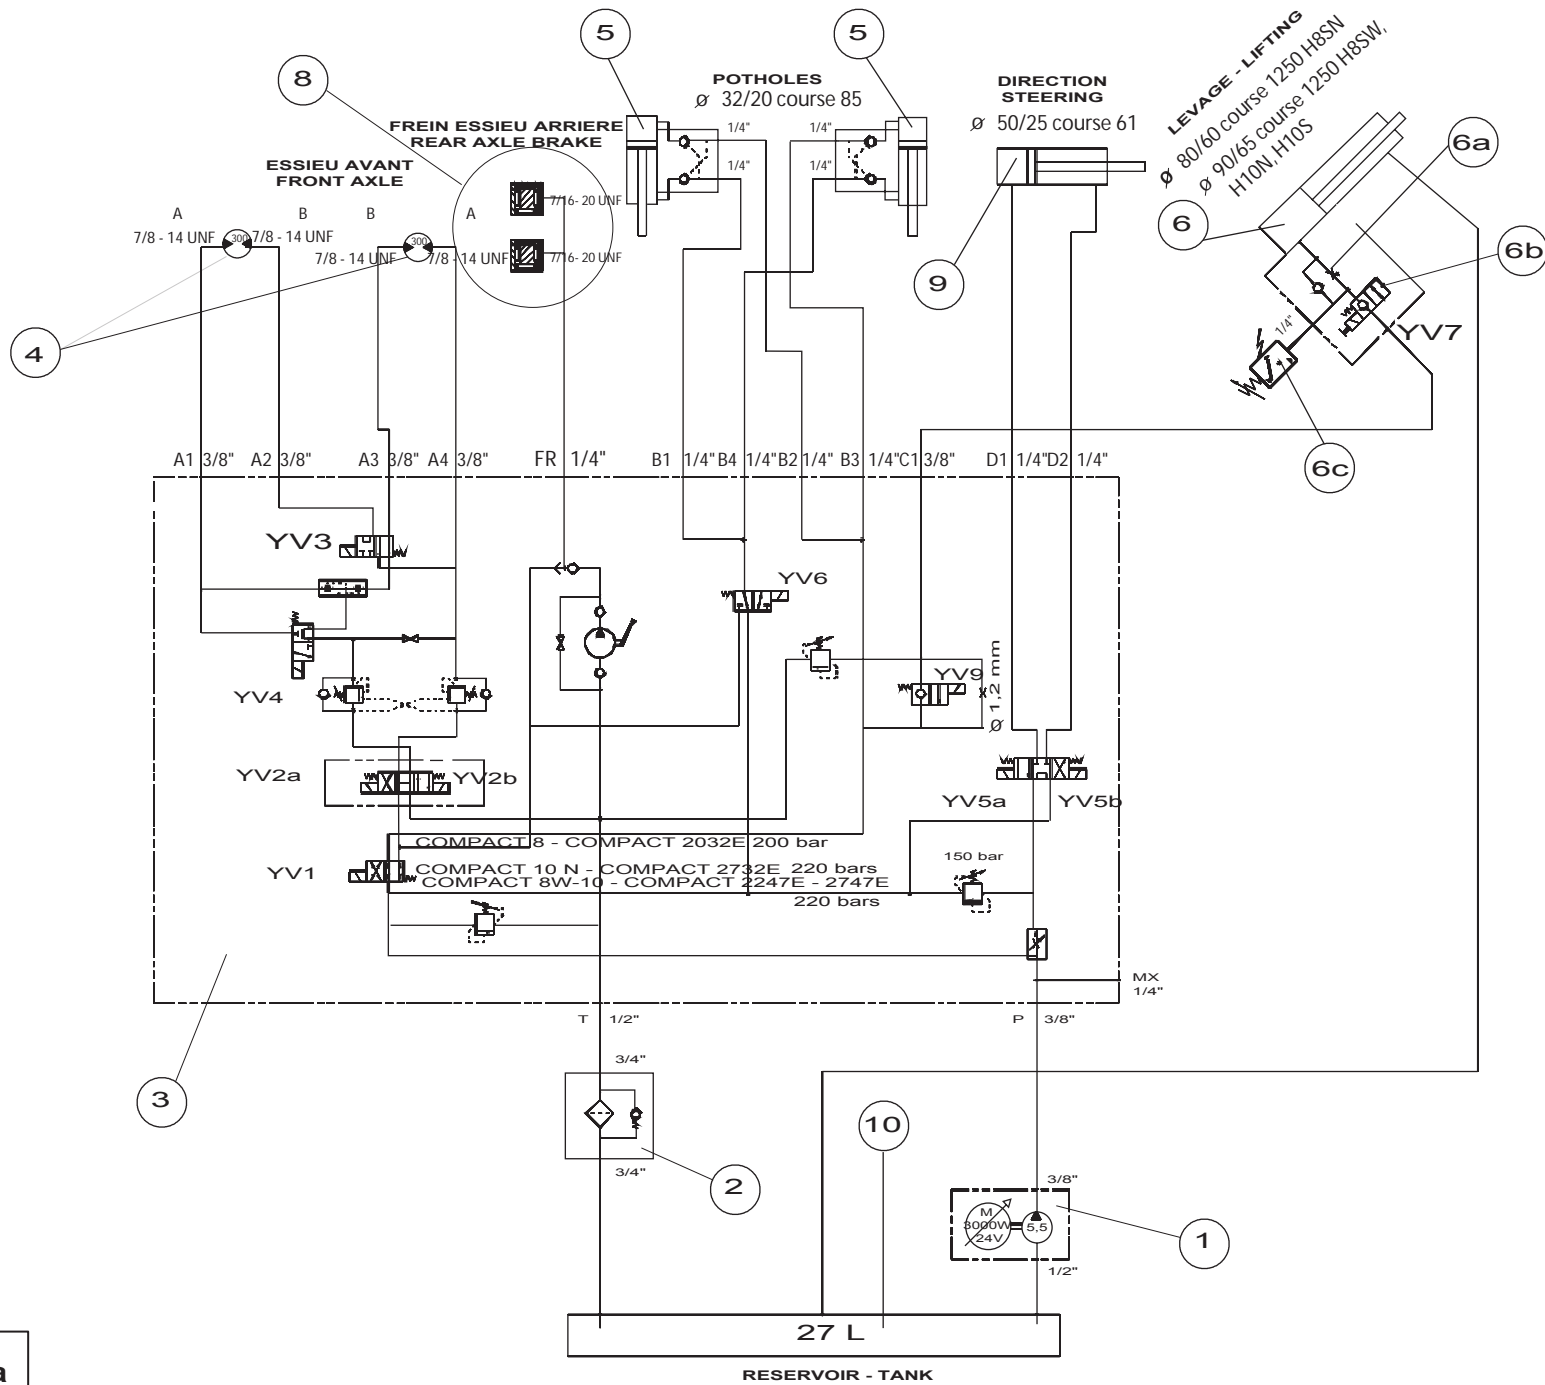 5
5
8
POTHOLES
ø 32/20 course 85
DIRECTION
STEERING
ø 50/25 course 61
LEVAGE - LIFTING
ø 80/60 course 1250 H8SN
ø 90/65 course 1250 H8SW,
H10N, H10S
6a
6
6b
YV7
1/4"
6c
FREIN ESSIEU ARRIERE
REAR AXLE BRAKE
ESSIEU AVANT
FRONT AXLE
1/4"
1/4"
1/4"
1/4"
7/16- 20 UNF
7/16- 20 UNF
A
B
B
A
7/8 - 14 UNF
300
7/8 - 14 UNF
7/8 - 14 UNF
300
7/8 - 14 UNF
9
4
A1 3/8"
A2 3/8"
A3 3/8"
A4 3/8"
FR 1/4"
B1 1/4"
B4 1/4"
B2 1/4"
B3 1/4"
C1 3/8"
D1 1/4"
D2 1/4"
YV3
YV6
YV4
YV9
Ø 1,2 mm
YV2a
YV2b
YV5a
YV5b
COMPACT 8 - COMPACT 2032E 200 bar
YV1
COMPACT 10 N - COMPACT 2732E 220 bars
COMPACT 8W-10 - COMPACT 2247E - 2747E
220 bars
150 bar
MX
1/4"
T 1/2"
P 3/8"
3
3/4"
3/4"
2
10
3/8"
M
3000W
24V
5,5
1
1/2"
27 L
RESERVOIR - TANK
a